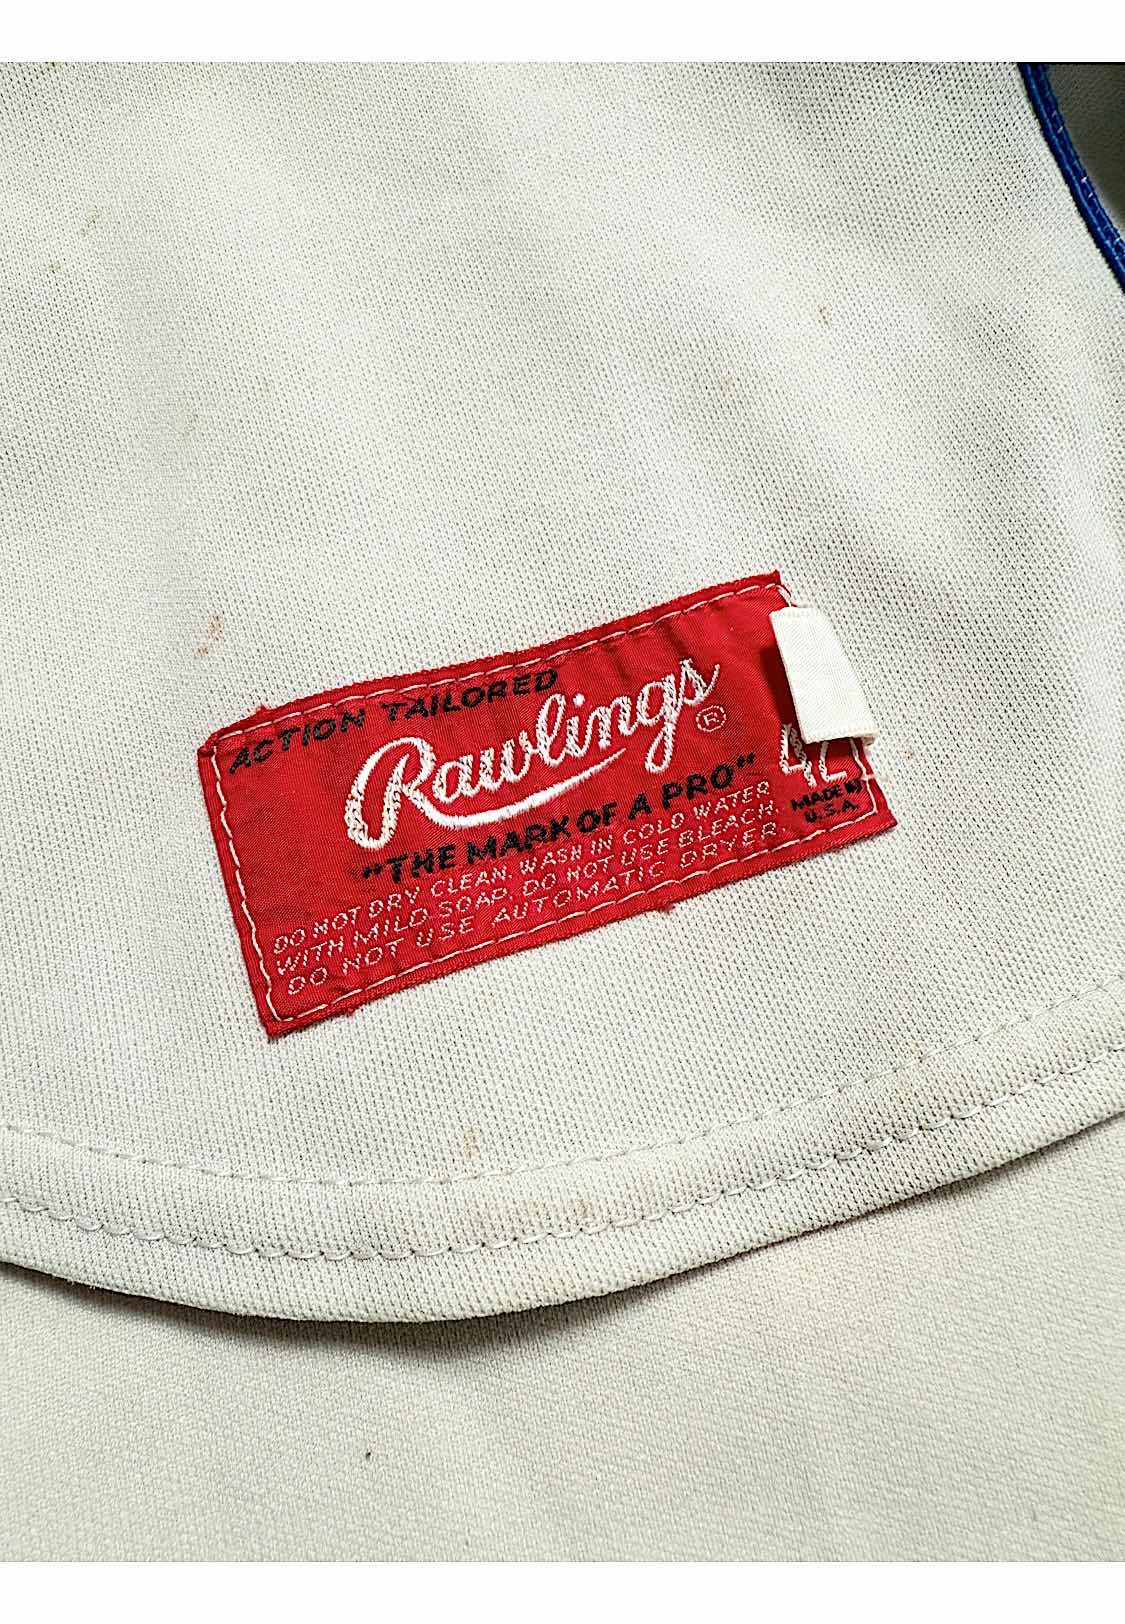 ACTION TAILORED
Rawlings®
"THE MARK OF A PRO"
42
MADE IN
U.S.A.
DO NOT DRY CLEAN. WASH IN COLD WATER
WITH MILD SOAP. DO NOT USE BLEACH.
DO NOT USE AUTOMATIC DRYER.